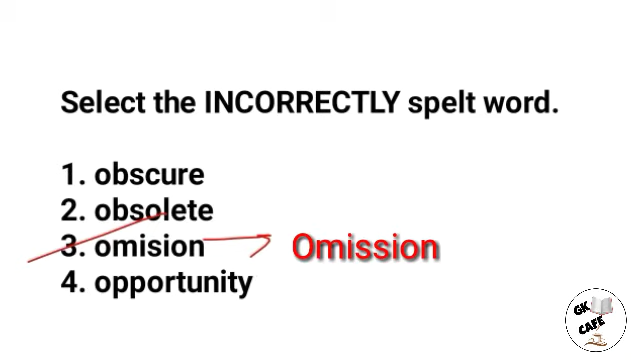 Select the INCORRECTLY spelt word.
1. obscure
2. obsolete
3. omision Omission
4. opportunity
GK
CAFE